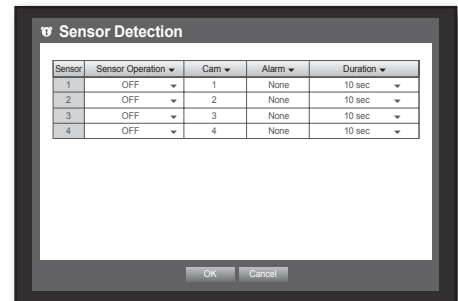 Sensor Detection
Sensor Sensor Operation Cam Alarm Duration
1 OFF 1 None 10 sec
2 OFF 2 None 10 sec
3 OFF 3 None 10 sec
4 OFF 4 None 10 sec
OK Cancel